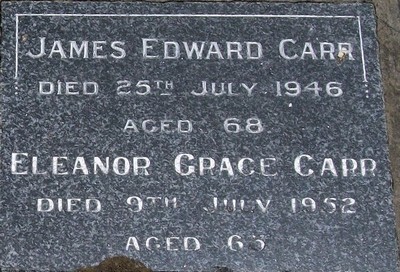 James Edward Carr
Died 25th July 1946
Aged 68
Eleanor Grace Carr
Died 9th July 1952
Aged